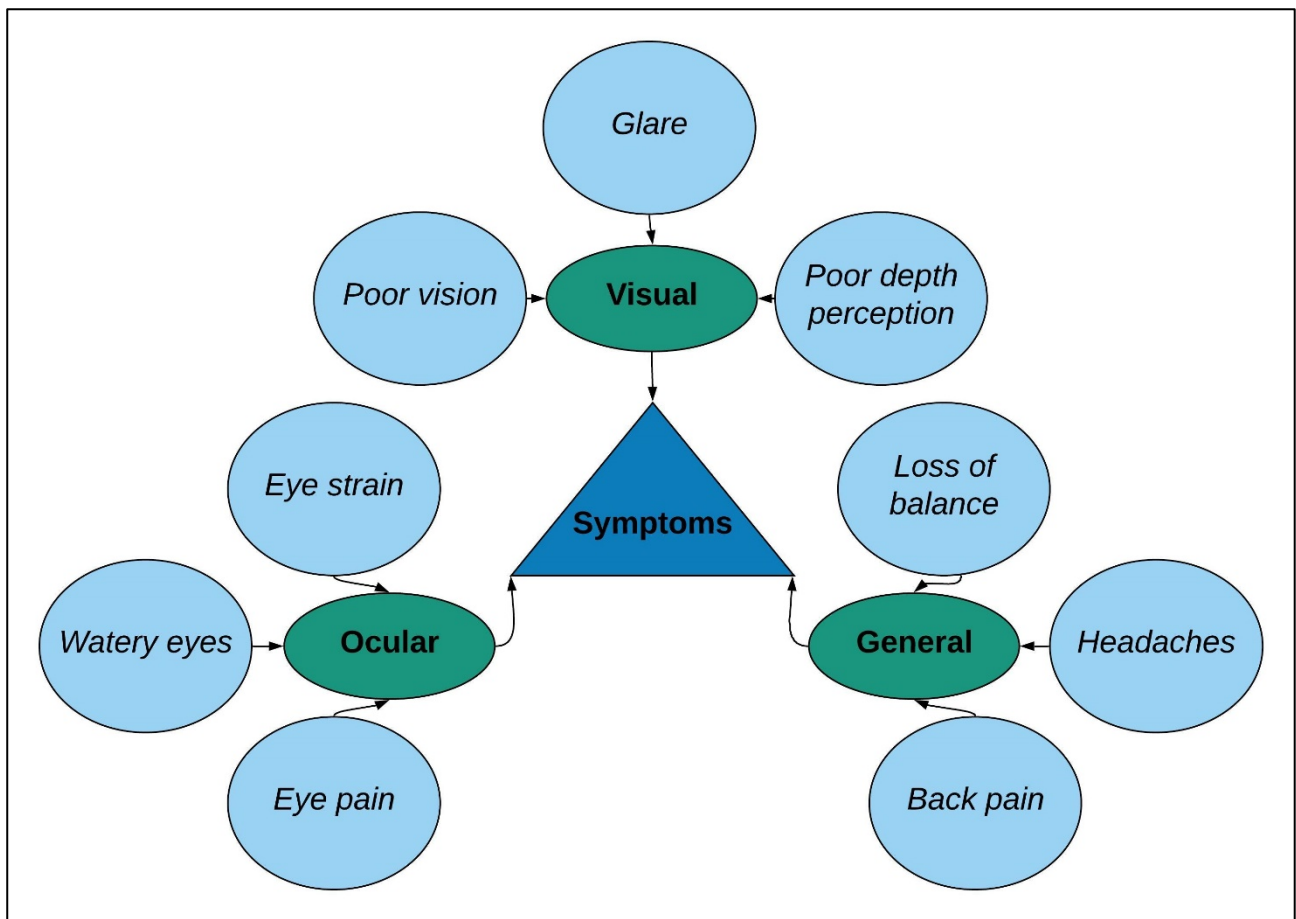 Glare
Poor vision
Visual
Poor depth
perception
Eye strain
Symptoms
Loss of
balance
Watery eyes
Ocular
General
Headaches
Eye pain
Back pain